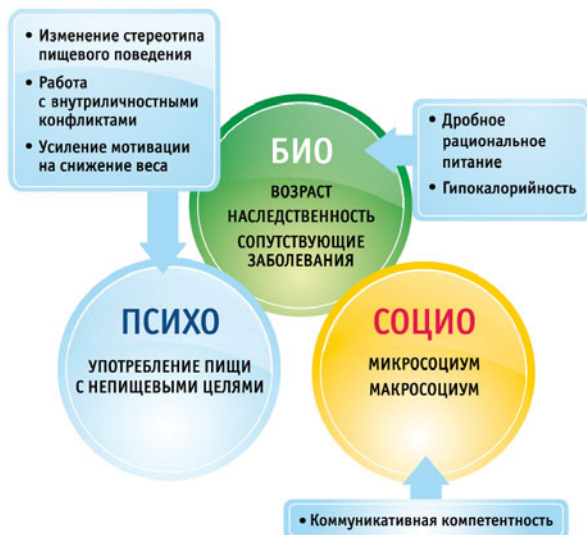 • Изменение стереотипа
пищевого поведения
• Работа
с внутриличностными
конфликтами
• Усиление мотивации
на снижение веса
• Дробное
рациональное
питание
• Гипокалорийность
БИО
ВОЗРАСТ
НАСЛЕДСТВЕННОСТЬ
СОПУТСТВУЮЩИЕ
ЗАБОЛЕВАНИЯ
ПСИХО
УПОТРЕБЛЕНИЕ ПИЩИ
С НЕПИЩЕВЫМИ ЦЕЛЯМИ
СОЦИО
МИКРОСОЦИУМ
МАКРОСОЦИУМ
• Коммуникативная компетентность